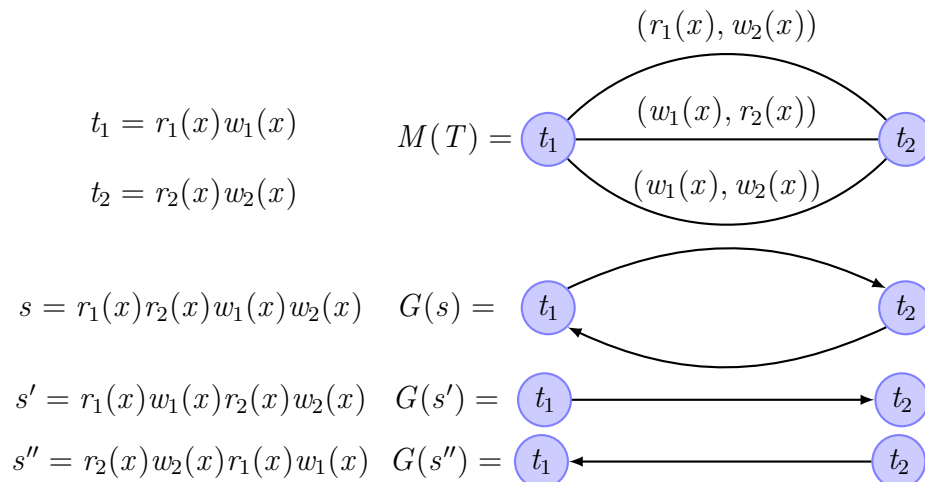 (r₁(x), w₂(x))
t₁ = r₁(x)w₁(x)
M(T) = t₁ (w₁(x), r₂(x)) t₂
t₂ = r₂(x)w₂(x)
(w₁(x), w₂(x))
s = r₁(x)r₂(x)w₁(x)w₂(x) G(s) = t₁ t₂
s′ = r₁(x)w₁(x)r₂(x)w₂(x) G(s′) = t₁ t₂
s″ = r₂(x)w₂(x)r₁(x)w₁(x) G(s″) = t₁ t₂